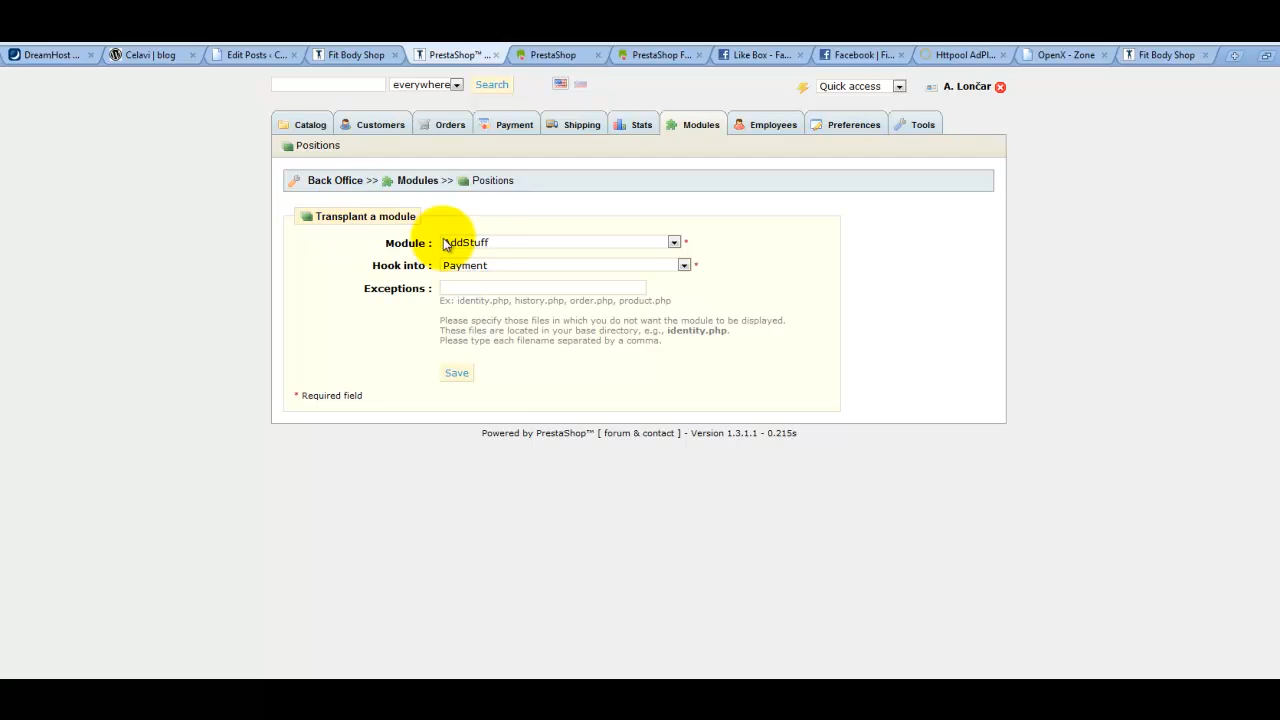 DreamHost ...
Celavi | blog
Edit Posts ‹ C...
Fit Body Shop
PrestaShop™ ...
PrestaShop
PrestaShop F...
Like Box - Fa...
Facebook | Fi...
Httpool AdPl...
OpenX - Zone
Fit Body Shop
everywhere
Search
Quick access
A. Lončar
Catalog
Customers
Orders
Payment
Shipping
Stats
Modules
Employees
Preferences
Tools
Positions
Back Office >> Modules >> Positions
Transplant a module
Module : AddStuff *
Hook into : Payment *
Exceptions :
Ex: identity.php, history.php, order.php, product.php
Please specify those files in which you do not want the module to be displayed.
These files are located in your base directory, e.g., identity.php.
Please type each filename separated by a comma.
Save
* Required field
Powered by PrestaShop™ [ forum & contact ] - Version 1.3.1.1 - 0.215s